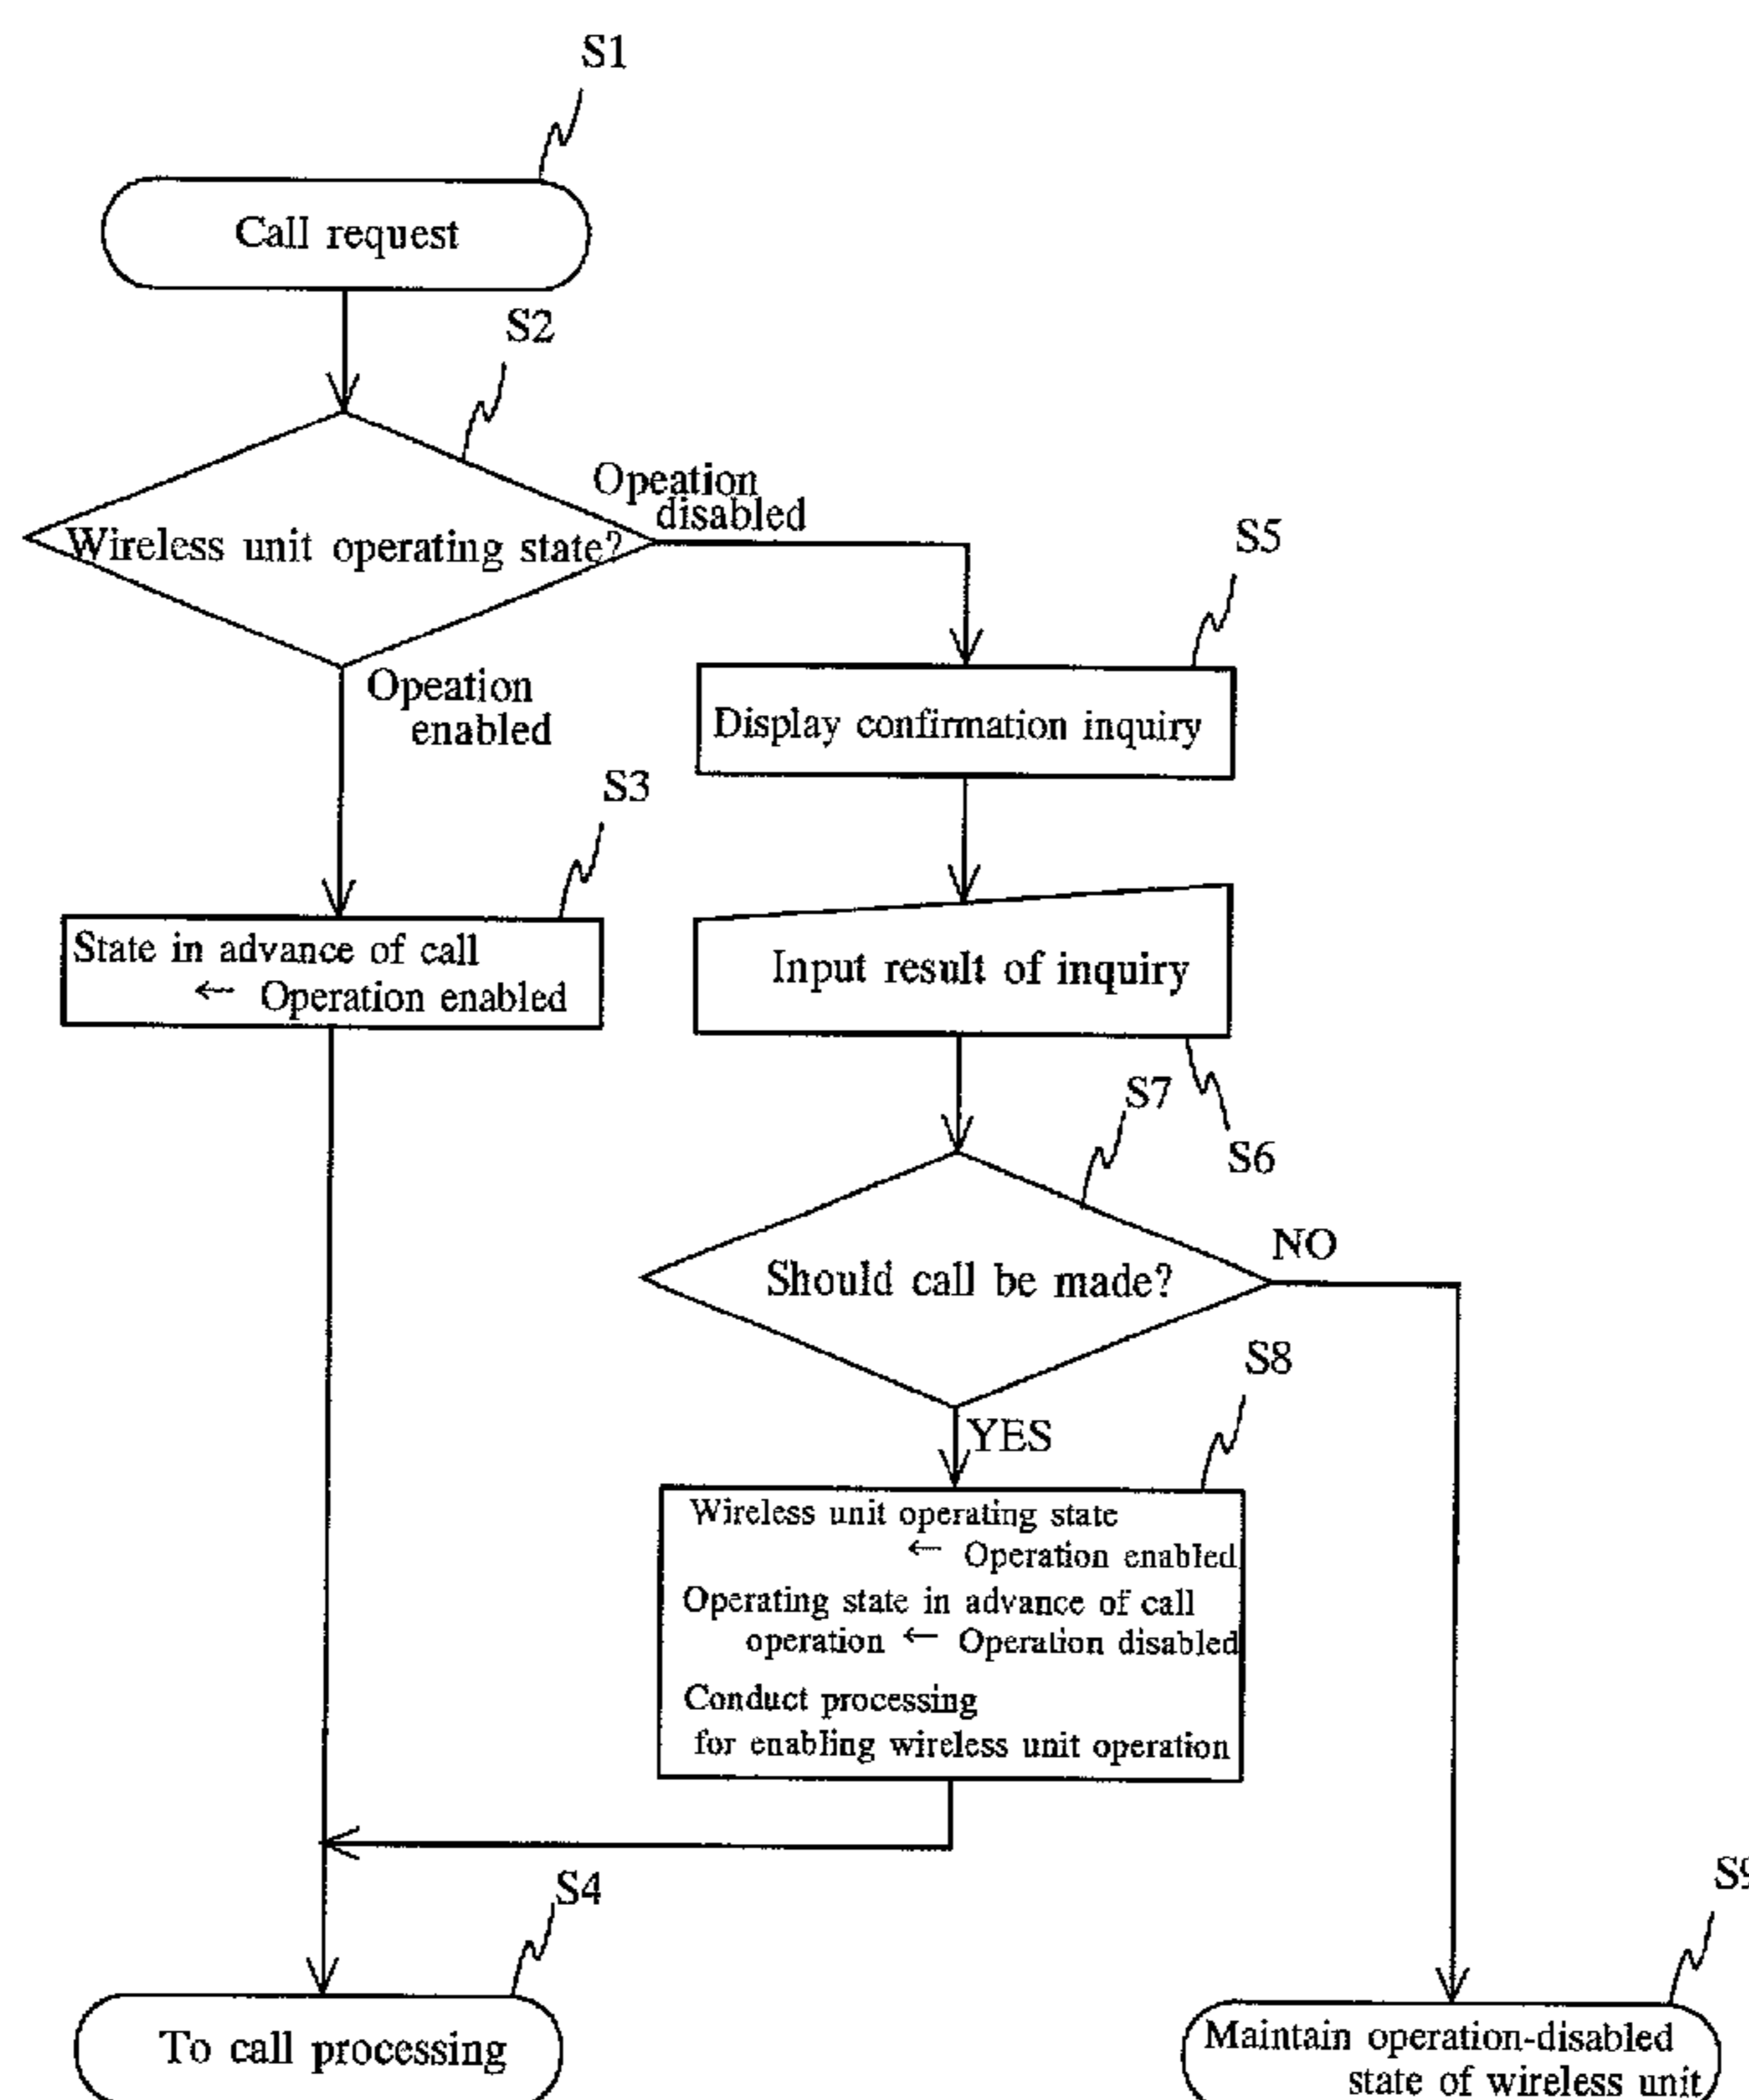 S1
Call request
S2
Opeation
disabled
Wireless unit operating state?
S5
Opeation
enabled
Display confirmation inquiry
S3
State in advance of call
← Operation enabled
Input result of inquiry
S7
S6
NO
Should call be made?
S8
YES
Wireless unit operating state
← Operation enabled
Operating state in advance of call
operation ← Operation disabled
Conduct processing
for enabling wireless unit operation
S4
S9
To call processing
Maintain operation-disabled
state of wireless unit